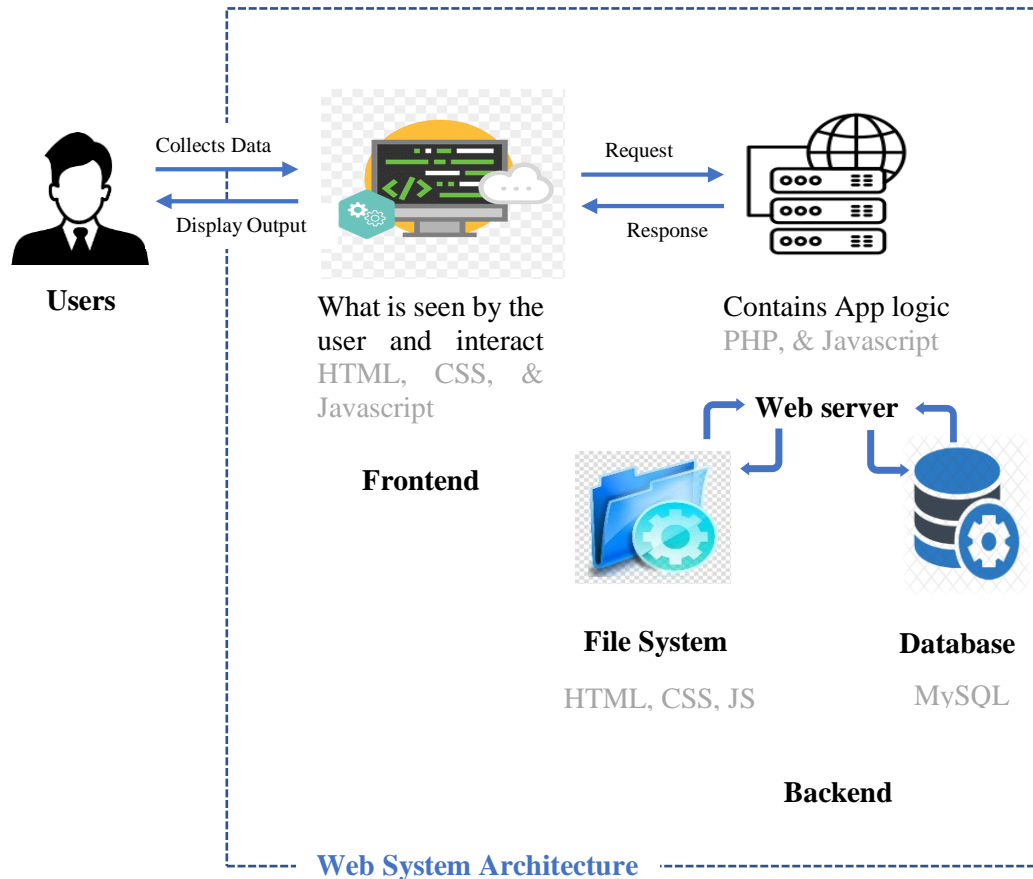 Collects Data
Display Output
Users
</>
What is seen by the
user and interact
HTML, CSS, &
Javascript
Frontend
Request
Response
Contains App logic
PHP, & Javascript
Web server
File System
HTML, CSS, JS
Database
MySQL
Backend
Web System Architecture